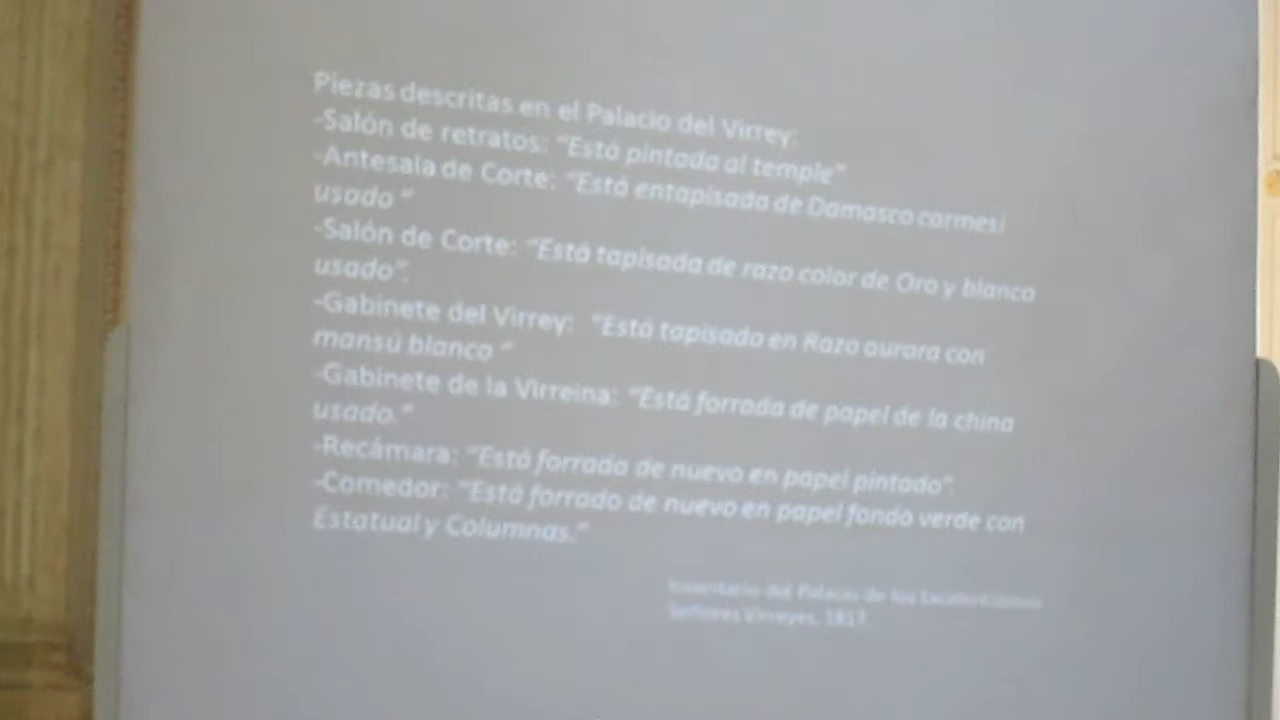 Piezas descritas en el Palacio del Virrey:
-Salón de retratos: "Está pintada al temple"
-Antesala de Corte: "Está entapisada de Damasco carmesí
usado "
-Salón de Corte: "Está tapisada de razo color de Oro y blanco
usado".
-Gabinete del Virrey: "Está tapisado en Razo aurora con
mansú blanco "
-Gabinete de la Virreina: "Está forrada de papel de la china
usado."
-Recámara: "Está forrado de nuevo en papel pintado".
-Comedor: "Está forrado de nuevo en papel fondo verde con
Estatual y Columnas."
Inventario del Palacio de los
Señores Virreyes, 1817